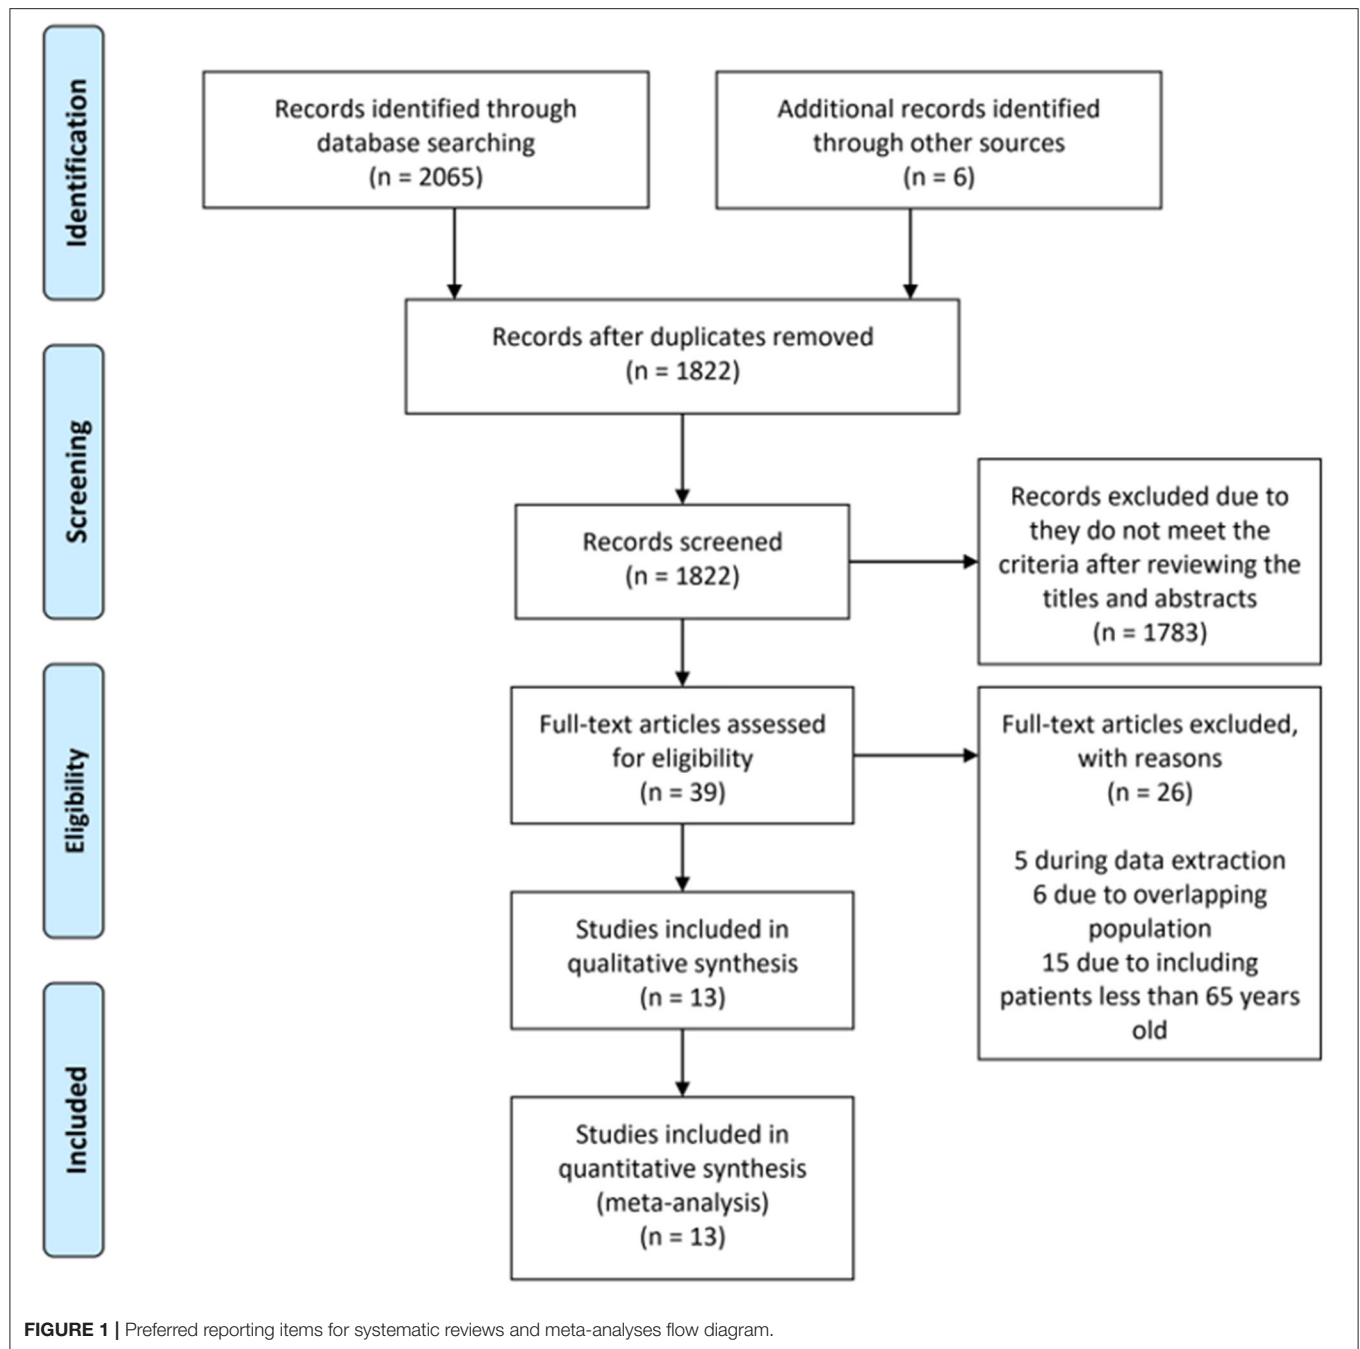 Identification
Records identified through
database searching
(n = 2065)
Additional records identified
through other sources
(n = 6)
Records after duplicates removed
(n = 1822)
Screening
Records screened
(n = 1822)
Records excluded due to
they do not meet the
criteria after reviewing the
titles and abstracts
(n = 1783)
Eligibility
Full-text articles assessed
for eligibility
(n = 39)
Full-text articles excluded,
with reasons
(n = 26)
5 during data extraction
6 due to overlapping
population
15 due to including
patients less than 65 years
old
Studies included in
qualitative synthesis
(n = 13)
Included
Studies included in
quantitative synthesis
(meta-analysis)
(n = 13)
FIGURE 1 | Preferred reporting items for systematic reviews and meta-analyses flow diagram.